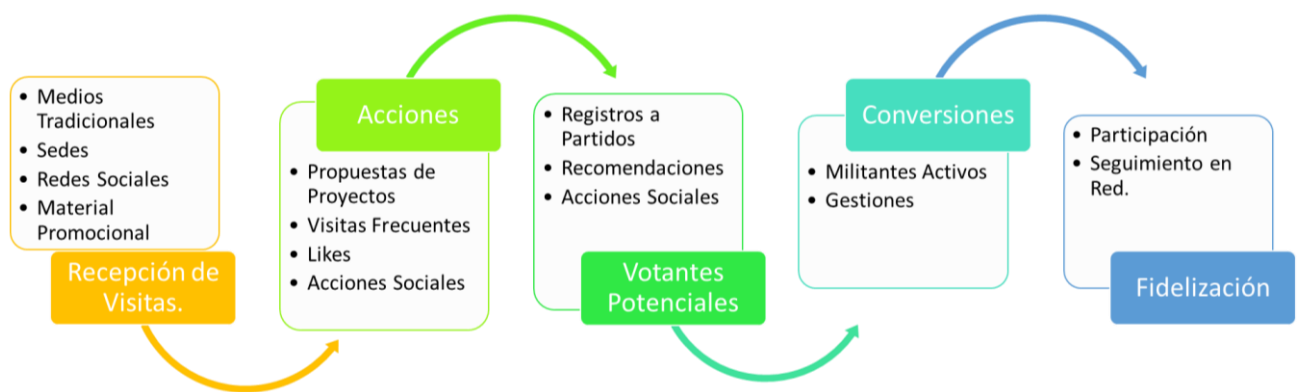 • Medios
Tradicionales
• Sedes
• Redes Sociales
• Material
Promocional
Recepción de
Visitas.
Acciones
• Propuestas de
Proyectos
• Visitas Frecuentes
• Likes
• Acciones Sociales
• Registros a
Partidos
• Recomendaciones
• Acciones Sociales
Votantes
Potenciales
Conversiones
• Militantes Activos
• Gestiones
• Participación
• Seguimiento en
Red.
Fidelización